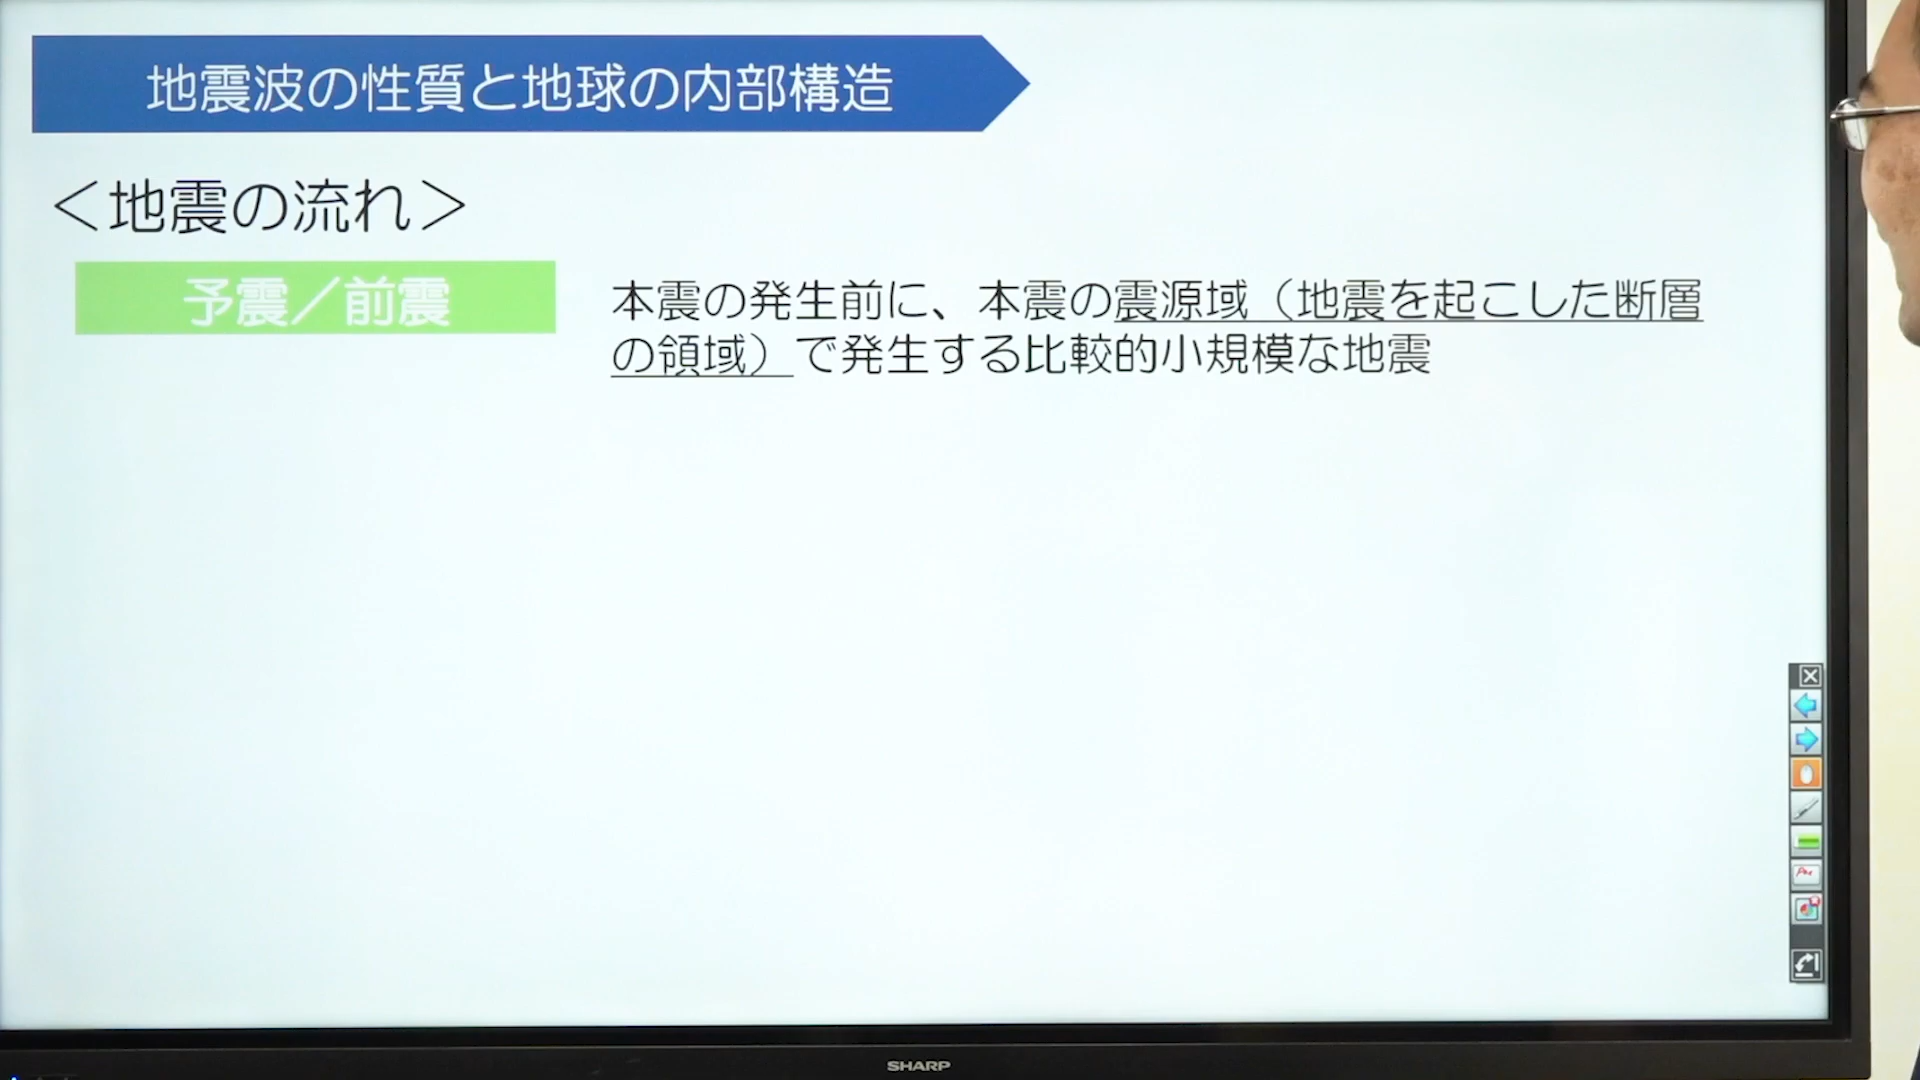 地震波の性質と地球の内部構造
＜地震の流れ＞
予震／前震
本震の発生前に、本震の震源域（地震を起こした断層
の領域）で発生する比較的小規模な地震
SHARP